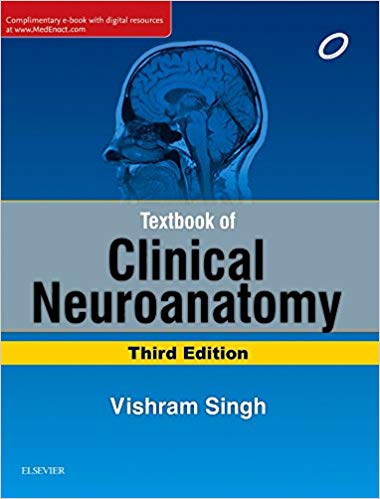 Complimentary e-book with digital resources
at www.MedEnact.com
Textbook of
Clinical
Neuroanatomy
Third Edition
Vishram Singh
ELSEVIER